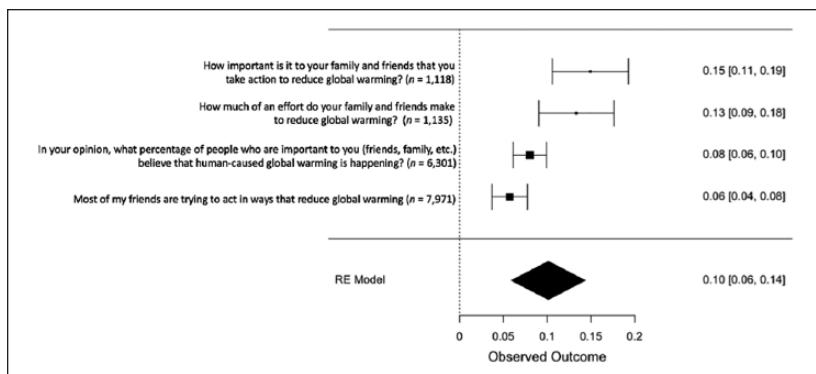 How important is it to your family and friends that you
take action to reduce global warming? (n = 1,118)
0.15 [0.11, 0.19]
How much of an effort do your family and friends make
to reduce global warming? (n = 1,135)
0.13 [0.09, 0.18]
In your opinion, what percentage of people who are important to you (friends, family, etc.)
believe that human-caused global warming is happening? (n = 6,301)
0.08 [0.06, 0.10]
Most of my friends are trying to act in ways that reduce global warming (n = 7,971)
0.06 [0.04, 0.08]
RE Model
0.10 [0.06, 0.14]
0 0.05 0.1 0.15 0.2
Observed Outcome